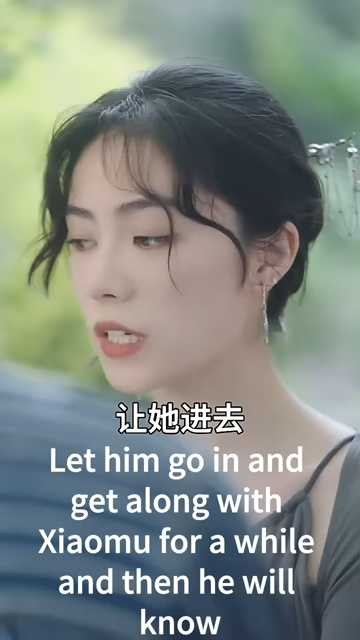 让她进去
Let him go in and
get along with
Xiaomu for a while
and then he will
know